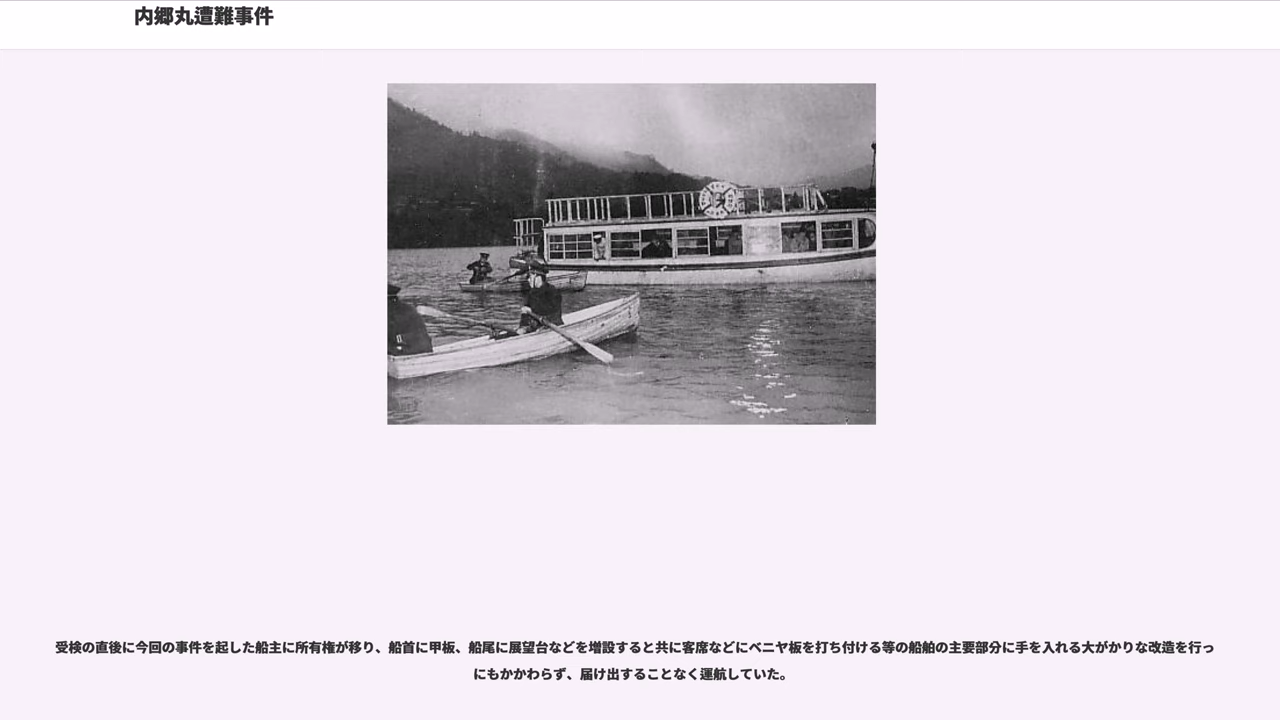 内郷丸遭難事件
受検の直後に今回の事件を起した船主に所有権が移り、船首に甲板、船尾に展望台などを増設すると共に客席などにベニヤ板を打ち付ける等の船舶の主要部分に手を入れる大がかりな改造を行っ
にもかかわらず、届け出することなく運航していた。